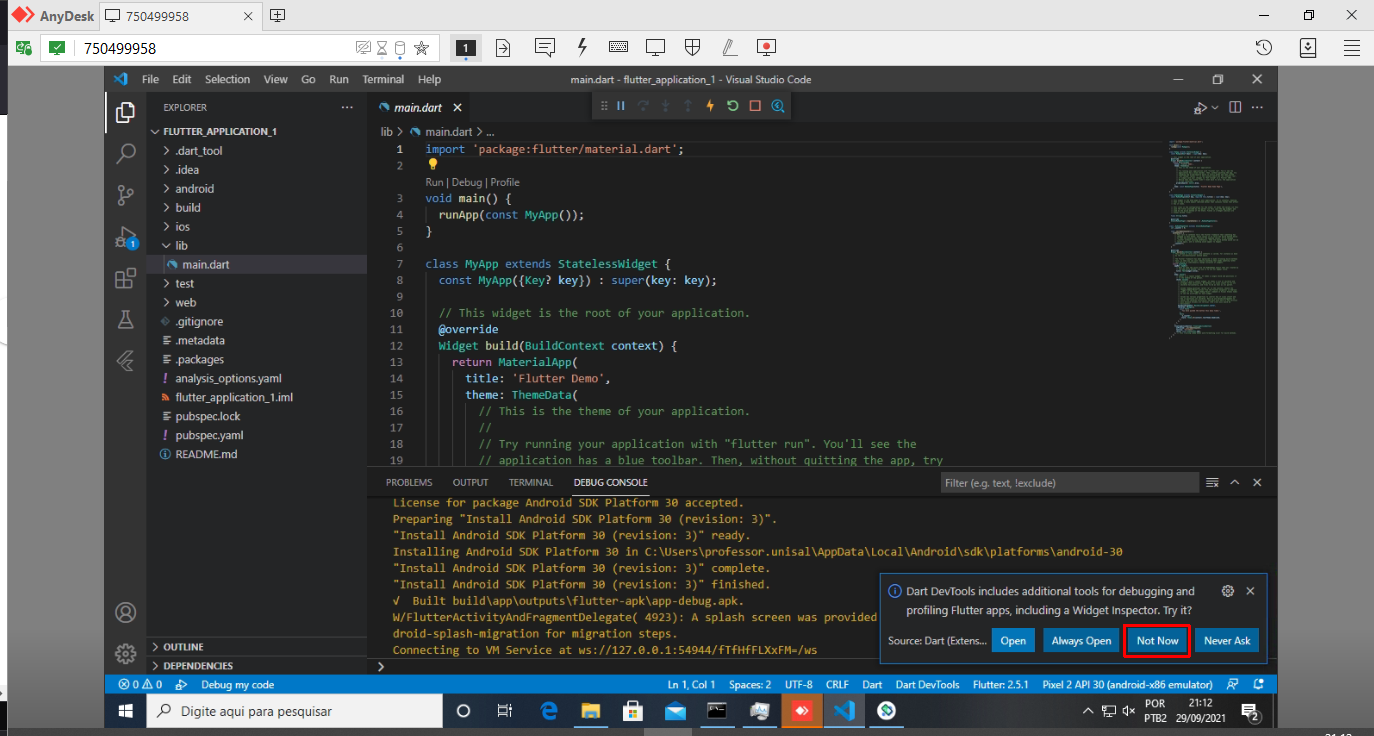 AnyDesk 750499958
750499958 1
File Edit Selection View Go Run Terminal Help
main.dart - flutter_application_1 - Visual Studio Code
EXPLORER
FLUTTER_APPLICATION_1
.dart_tool
.idea
android
build
ios
lib
main.dart
test
web
.gitignore
.metadata
.packages
analysis_options.yaml
flutter_application_1.iml
pubspec.lock
pubspec.yaml
README.md
OUTLINE
DEPENDENCIES
1
main.dart
lib > main.dart > ...
1 import 'package:flutter/material.dart';
2
Run | Debug | Profile
3 void main() {
4 runApp(const MyApp());
5 }
6
7 class MyApp extends StatelessWidget {
8 const MyApp({Key? key}) : super(key: key);
9
10 // This widget is the root of your application.
11 @override
12 Widget build(BuildContext context) {
13 return MaterialApp(
14 title: 'Flutter Demo',
15 theme: ThemeData(
16 // This is the theme of your application.
17 //
18 // Try running your application with "flutter run". You'll see the
19 // application has a blue toolbar. Then, without quitting the app, try
PROBLEMS OUTPUT TERMINAL DEBUG CONSOLE
Filter (e.g. text, !exclude)
License for package Android SDK Platform 30 accepted.
Preparing "Install Android SDK Platform 30 (revision: 3)".
"Install Android SDK Platform 30 (revision: 3)" ready.
Installing Android SDK Platform 30 in C:\Users\professor.unisal\AppData\Local\Android\sdk\platforms\android-30
"Install Android SDK Platform 30 (revision: 3)" complete.
"Install Android SDK Platform 30 (revision: 3)" finished.
√ Built build\app\outputs\flutter-apk\app-debug.apk.
W/FlutterActivityAndFragmentDelegate( 4923): A splash screen was provided
droid-splash-migration for migration steps.
Connecting to VM Service at ws://127.0.0.1:54944/fTfHfFLXxFM=/ws
Dart DevTools includes additional tools for debugging and
profiling Flutter apps, including a Widget Inspector. Try it?
Source: Dart (Extens... Open Always Open Not Now Never Ask
0 0 Debug my code
Ln 1, Col 1 Spaces: 2 UTF-8 CRLF Dart Dart DevTools Flutter: 2.5.1 Pixel 2 API 30 (android-x86 emulator)
Digite aqui para pesquisar
POR
PTB2
21:12
29/09/2021
2